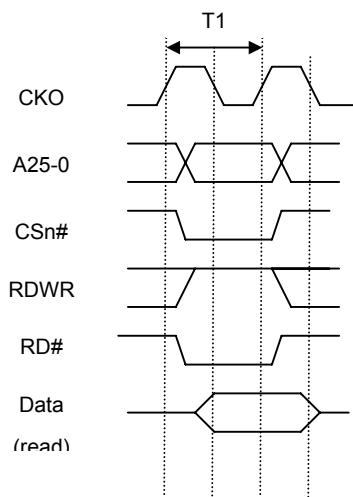 T1
CKO
A25-0
CSn#
RDWR
RD#
Data
(read)